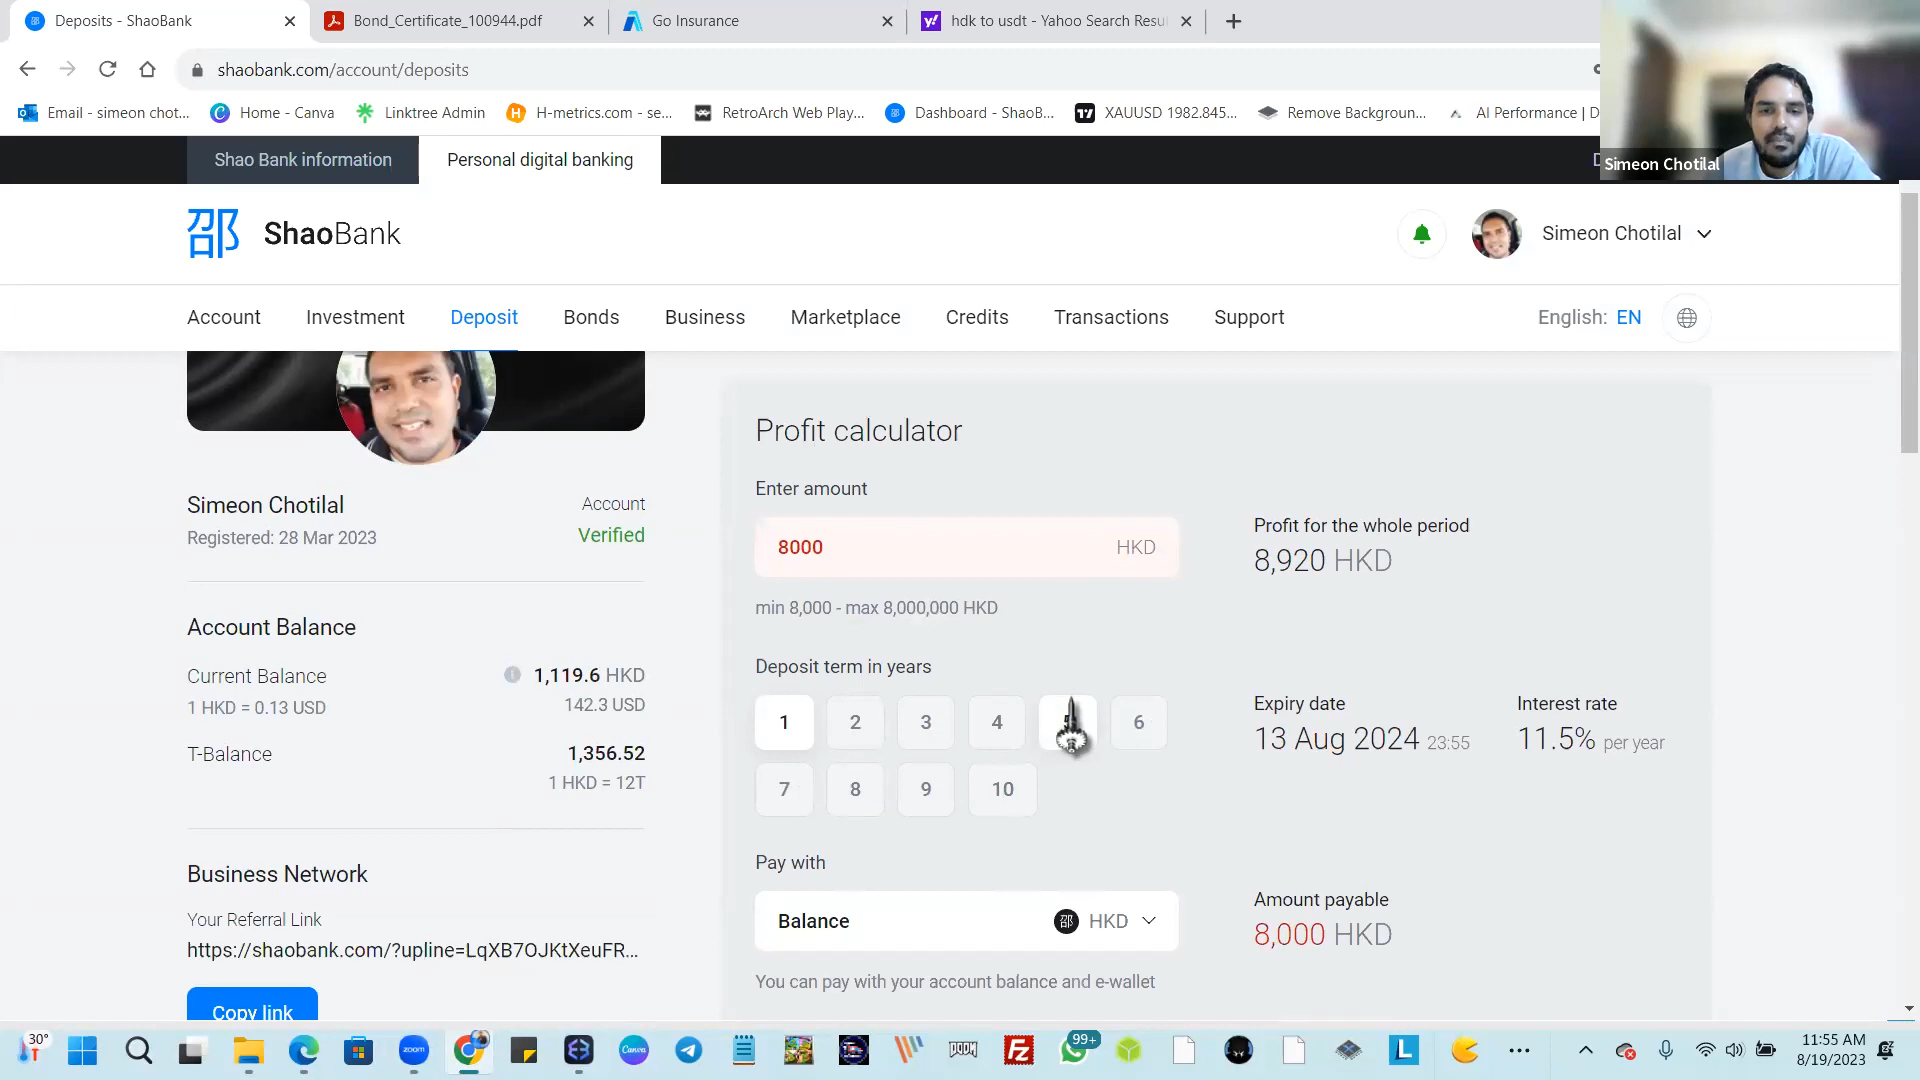 Deposits - ShaoBank
Bond_Certificate_100944.pdf
Go Insurance
hdk to usdt - Yahoo Search Resu
shaobank.com/account/deposits
Email - simeon chot...
Home - Canva
Linktree Admin
H-metrics.com - se...
RetroArch Web Play...
Dashboard - ShaoB...
XAUUSD 1982.845...
Remove Backgroun...
AI Performance | D
Simeon Chotilal
Shao Bank information
Personal digital banking
邵 ShaoBank
Simeon Chotilal
Account
Investment
Deposit
Bonds
Business
Marketplace
Credits
Transactions
Support
English: EN
Simeon Chotilal
Account
Registered: 28 Mar 2023
Verified
Account Balance
Current Balance
1,119.6 HKD
1 HKD = 0.13 USD
142.3 USD
T-Balance
1,356.52
1 HKD = 12T
Business Network
Your Referral Link
https://shaobank.com/?upline=LqXB7OJKtXeuFR...
Copy link
Profit calculator
Enter amount
8000 HKD
min 8,000 - max 8,000,000 HKD
Profit for the whole period
8,920 HKD
Deposit term in years
1 2 3 4 6
7 8 9 10
Expiry date
13 Aug 2024 23:55
Interest rate
11.5% per year
Pay with
Balance
邵 HKD
You can pay with your account balance and e-wallet
Amount payable
8,000 HKD
30°
zoom
Canva
DOOM
FZ
99+
L
11:55 AM
8/19/2023